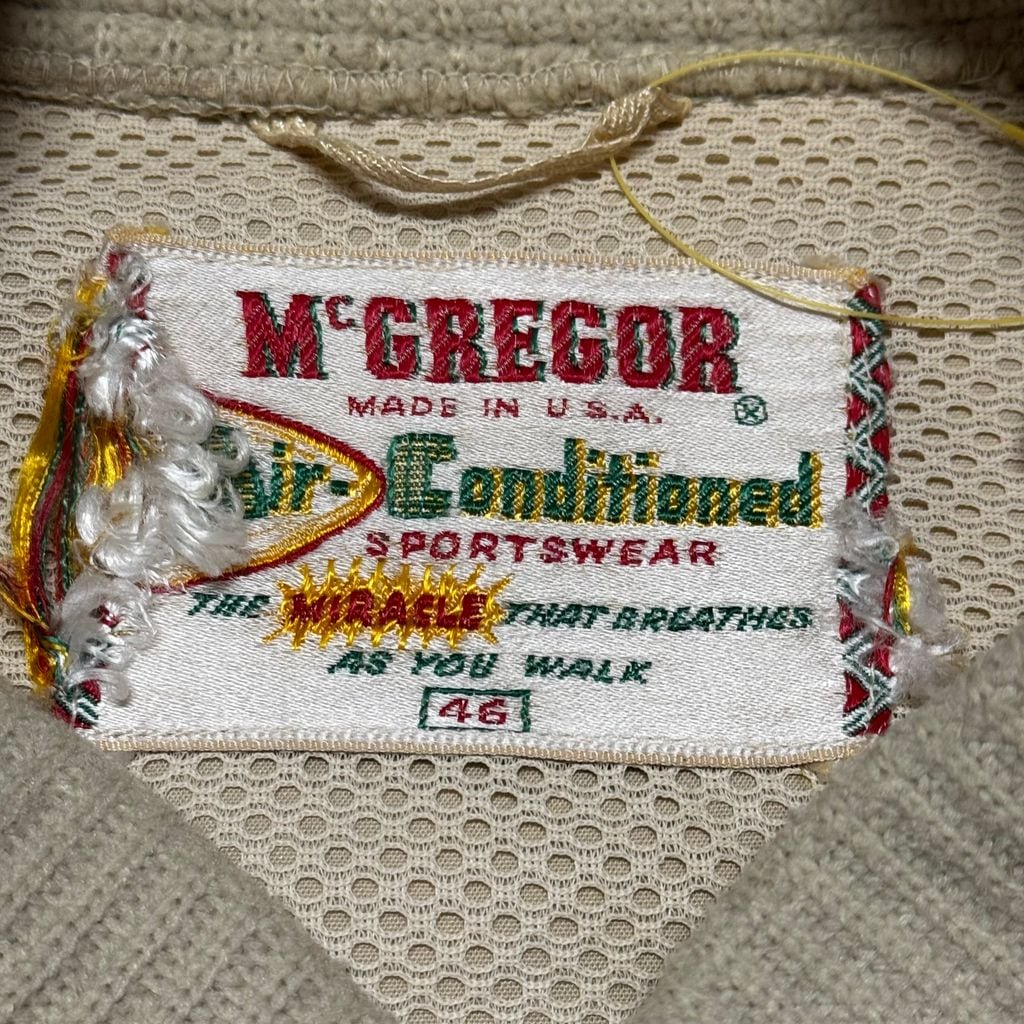 McGREGOR
®
MADE IN U.S.A.
Air-Conditioned
SPORTSWEAR
THE MIRACLE THAT BREATHES
AS YOU WALK
46